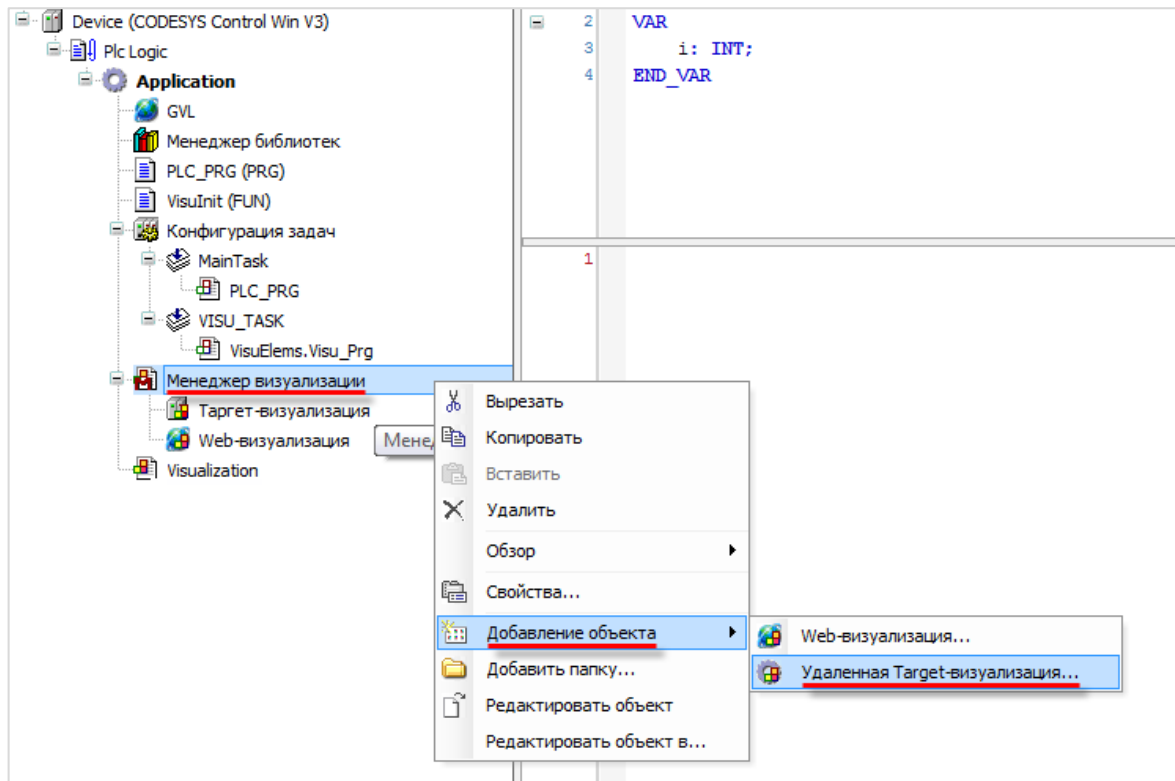 Device (CODESYS Control Win V3)
Plc Logic
Application
GVL
Менеджер библиотек
PLC_PRG (PRG)
VisuInit (FUN)
Конфигурация задач
MainTask
PLC_PRG
VISU_TASK
VisuElems.Visu_Prg
Менеджер визуализации
Таргет-визуализация
Web-визуализация
Visualization
2 VAR
3 i: INT;
4 END_VAR
1
Вырезать
Копировать
Вставить
Удалить
Обзор
Свойства...
Добавление объекта
Добавить папку...
Редактировать объект
Редактировать объект в...
Web-визуализация...
Удаленная Target-визуализация...